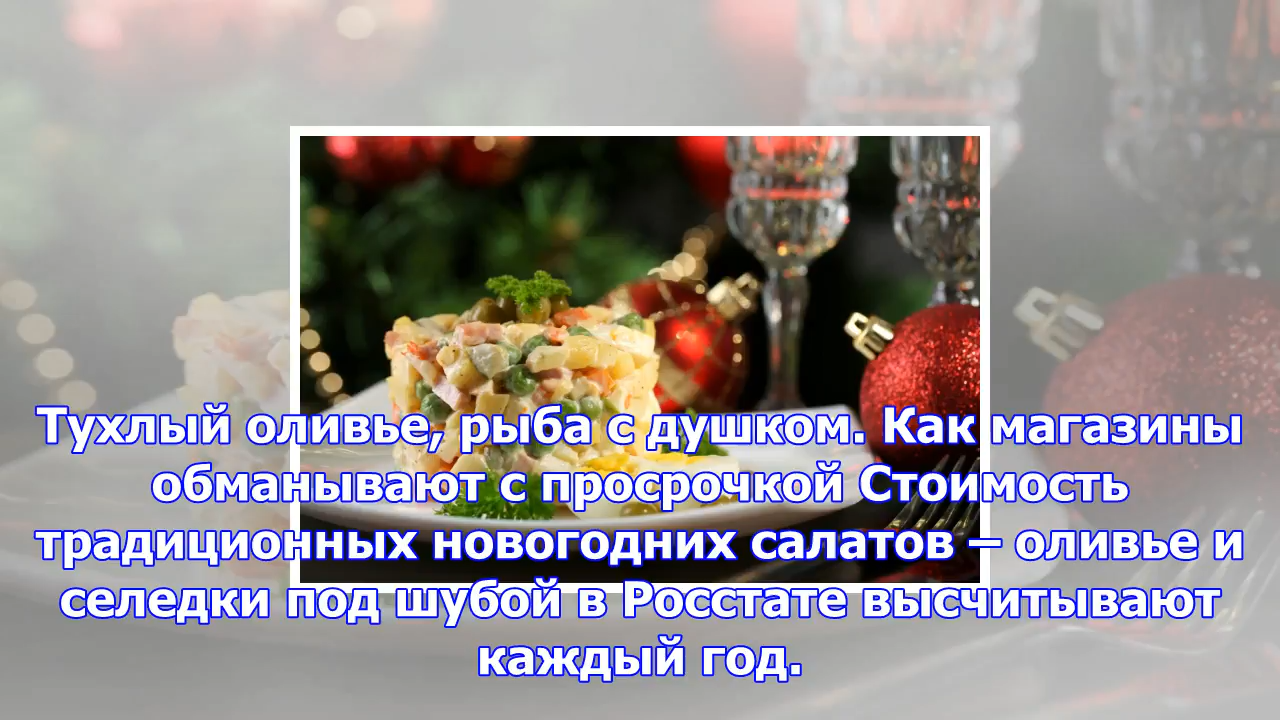 Тухлый оливье, рыба с душком. Как магазины
обманывают с просрочкой Стоимость
традиционных новогодних салатов – оливье и
селедки под шубой в Росстате высчитывают
каждый год.